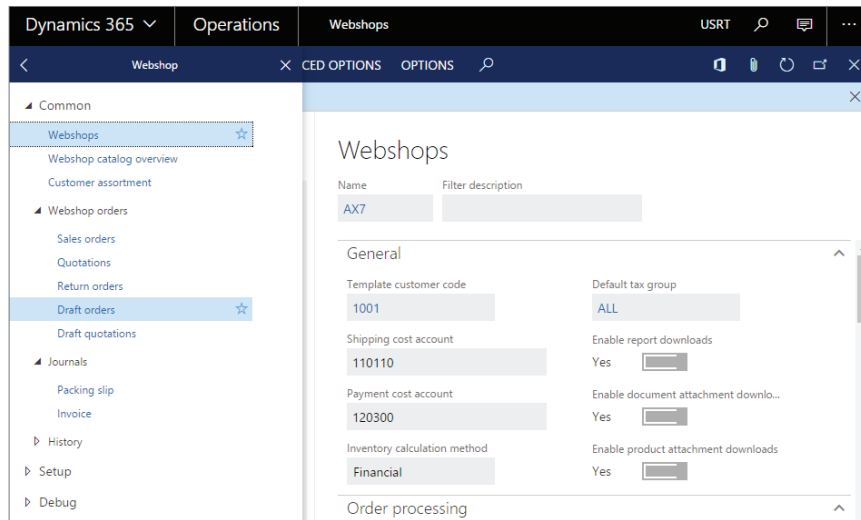 Dynamics 365 Operations Webshops USRT
Webshop CED OPTIONS OPTIONS
Common
Webshops
Webshop catalog overview
Customer assortment
Webshop orders
Sales orders
Quotations
Return orders
Draft orders
Draft quotations
Journals
Packing slip
Invoice
History
Setup
Debug
Webshops
Name Filter description
AX7
General
Template customer code Default tax group
1001 ALL
Shipping cost account Enable report downloads
110110 Yes
Payment cost account Enable document attachment downlo...
120300 Yes
Inventory calculation method Enable product attachment downloads
Financial Yes
Order processing